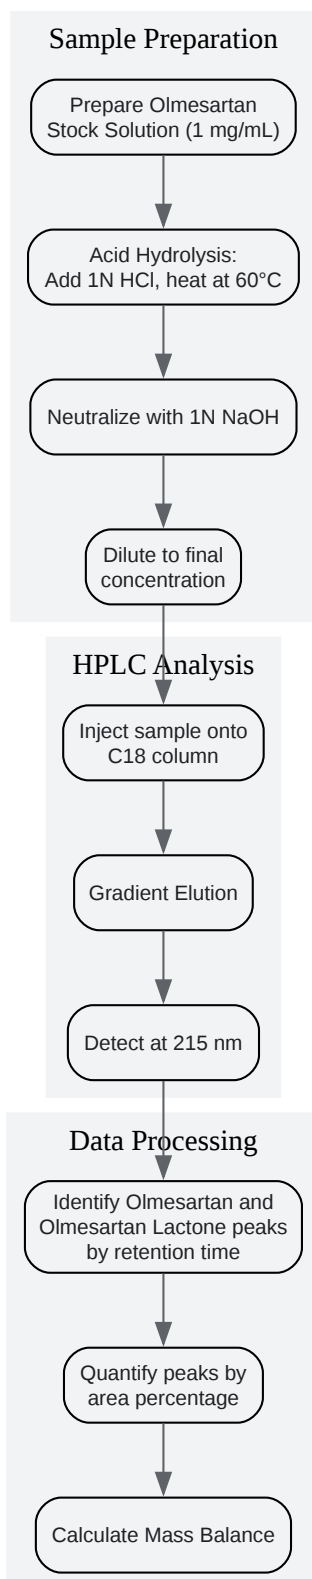 Sample Preparation
Prepare Olmesartan
Stock Solution (1 mg/mL)
Acid Hydrolysis:
Add 1N HCl, heat at 60°C
Neutralize with 1N NaOH
Dilute to final
concentration
HPLC Analysis
Inject sample onto
C18 column
Gradient Elution
Detect at 215 nm
Data Processing
Identify Olmesartan and
Olmesartan Lactone peaks
by retention time
Quantify peaks by
area percentage
Calculate Mass Balance